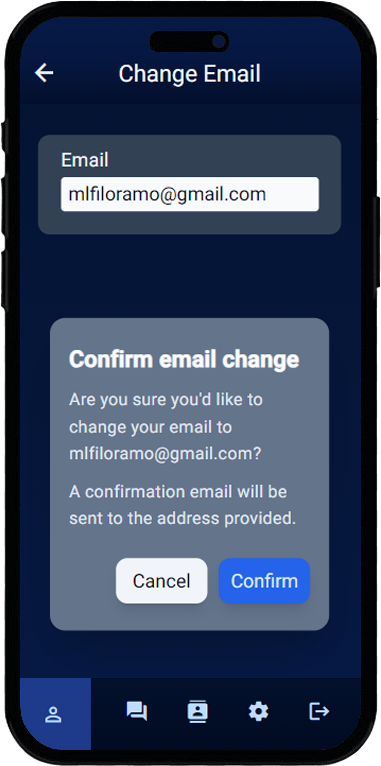 Change Email
Email
mlfiloramo@gmail.com
Confirm email change
Are you sure you'd like to
change your email to
mlfiloramo@gmail.com?
A confirmation email will be
sent to the address provided.
Cancel
Confirm